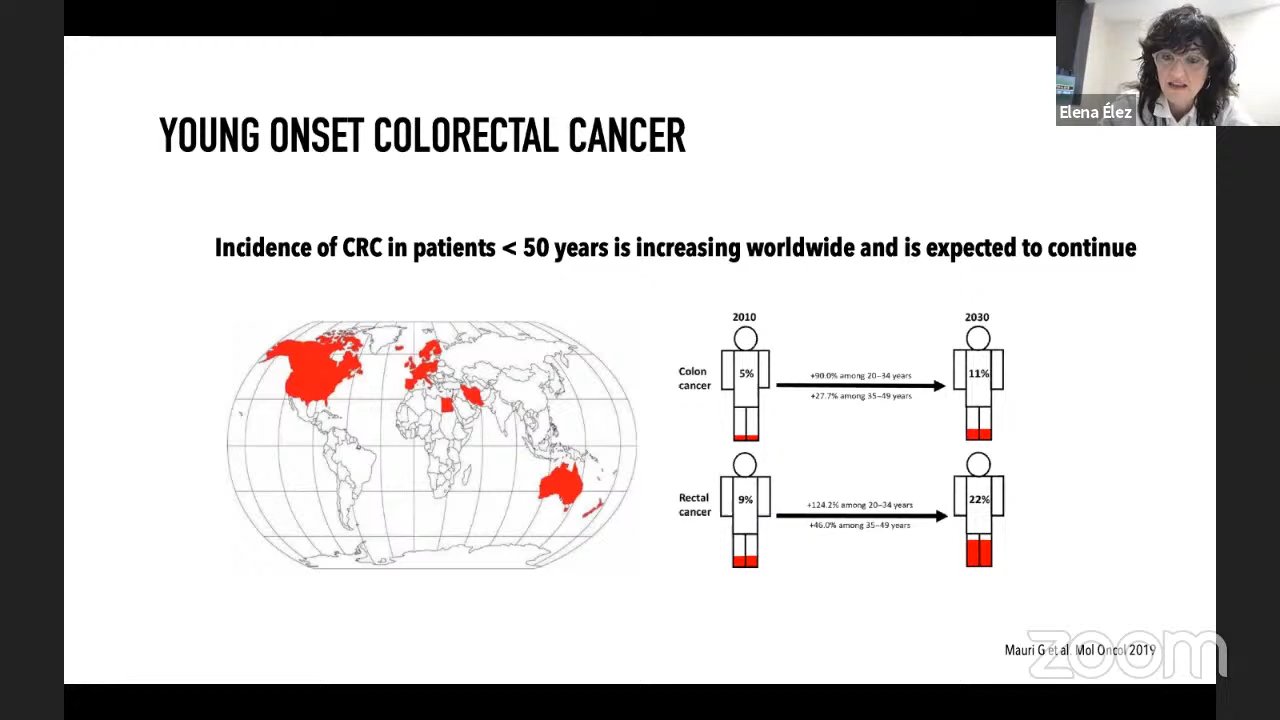 Elena Élez
YOUNG ONSET COLORECTAL CANCER
Incidence of CRC in patients < 50 years is increasing worldwide and is expected to continue
2010
2030
Colon
cancer
5%
+90.0% among 20–34 years
+27.7% among 35–49 years
11%
Rectal
cancer
9%
+124.2% among 20–34 years
+46.0% among 35–49 years
22%
Mauri G et al. Mol Oncol 2019
zoom